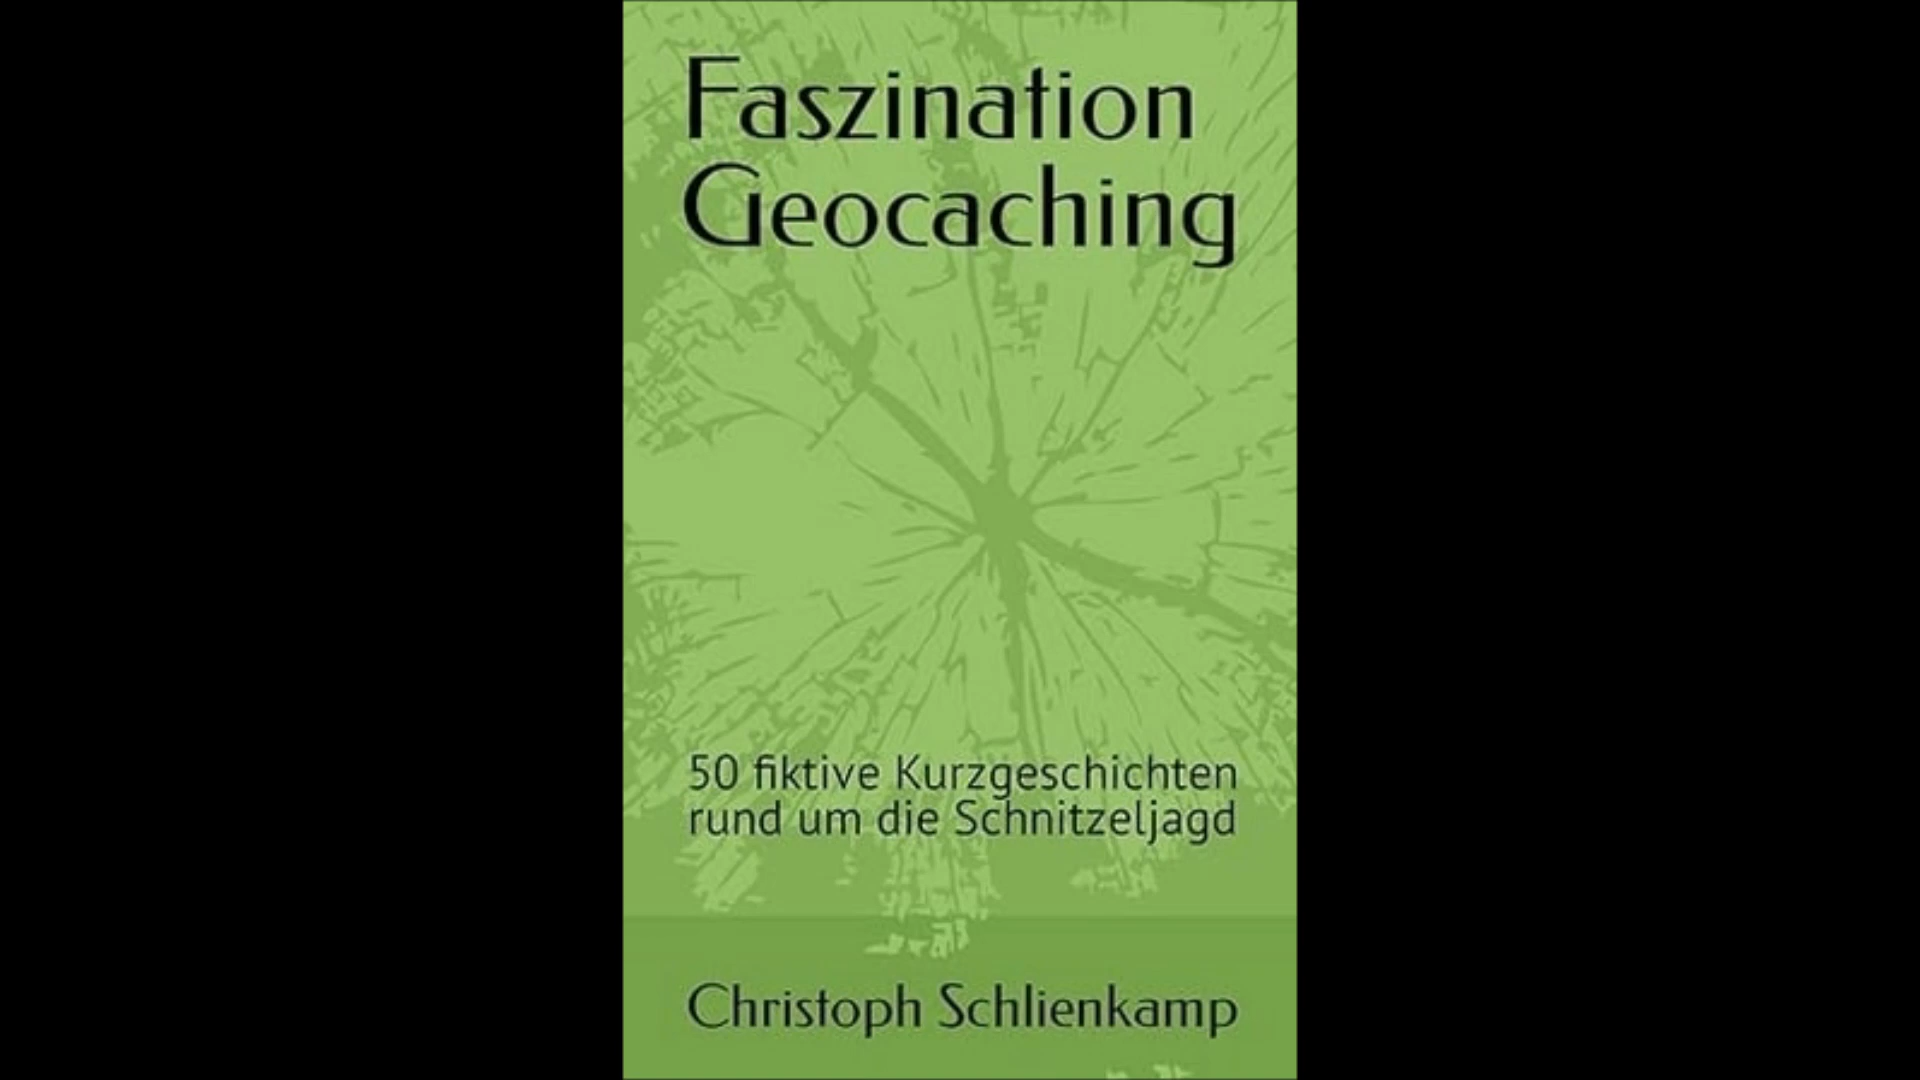 Faszination
Geocaching
50 fiktive Kurzgeschichten
rund um die Schnitzeljagd
Christoph Schlienkamp